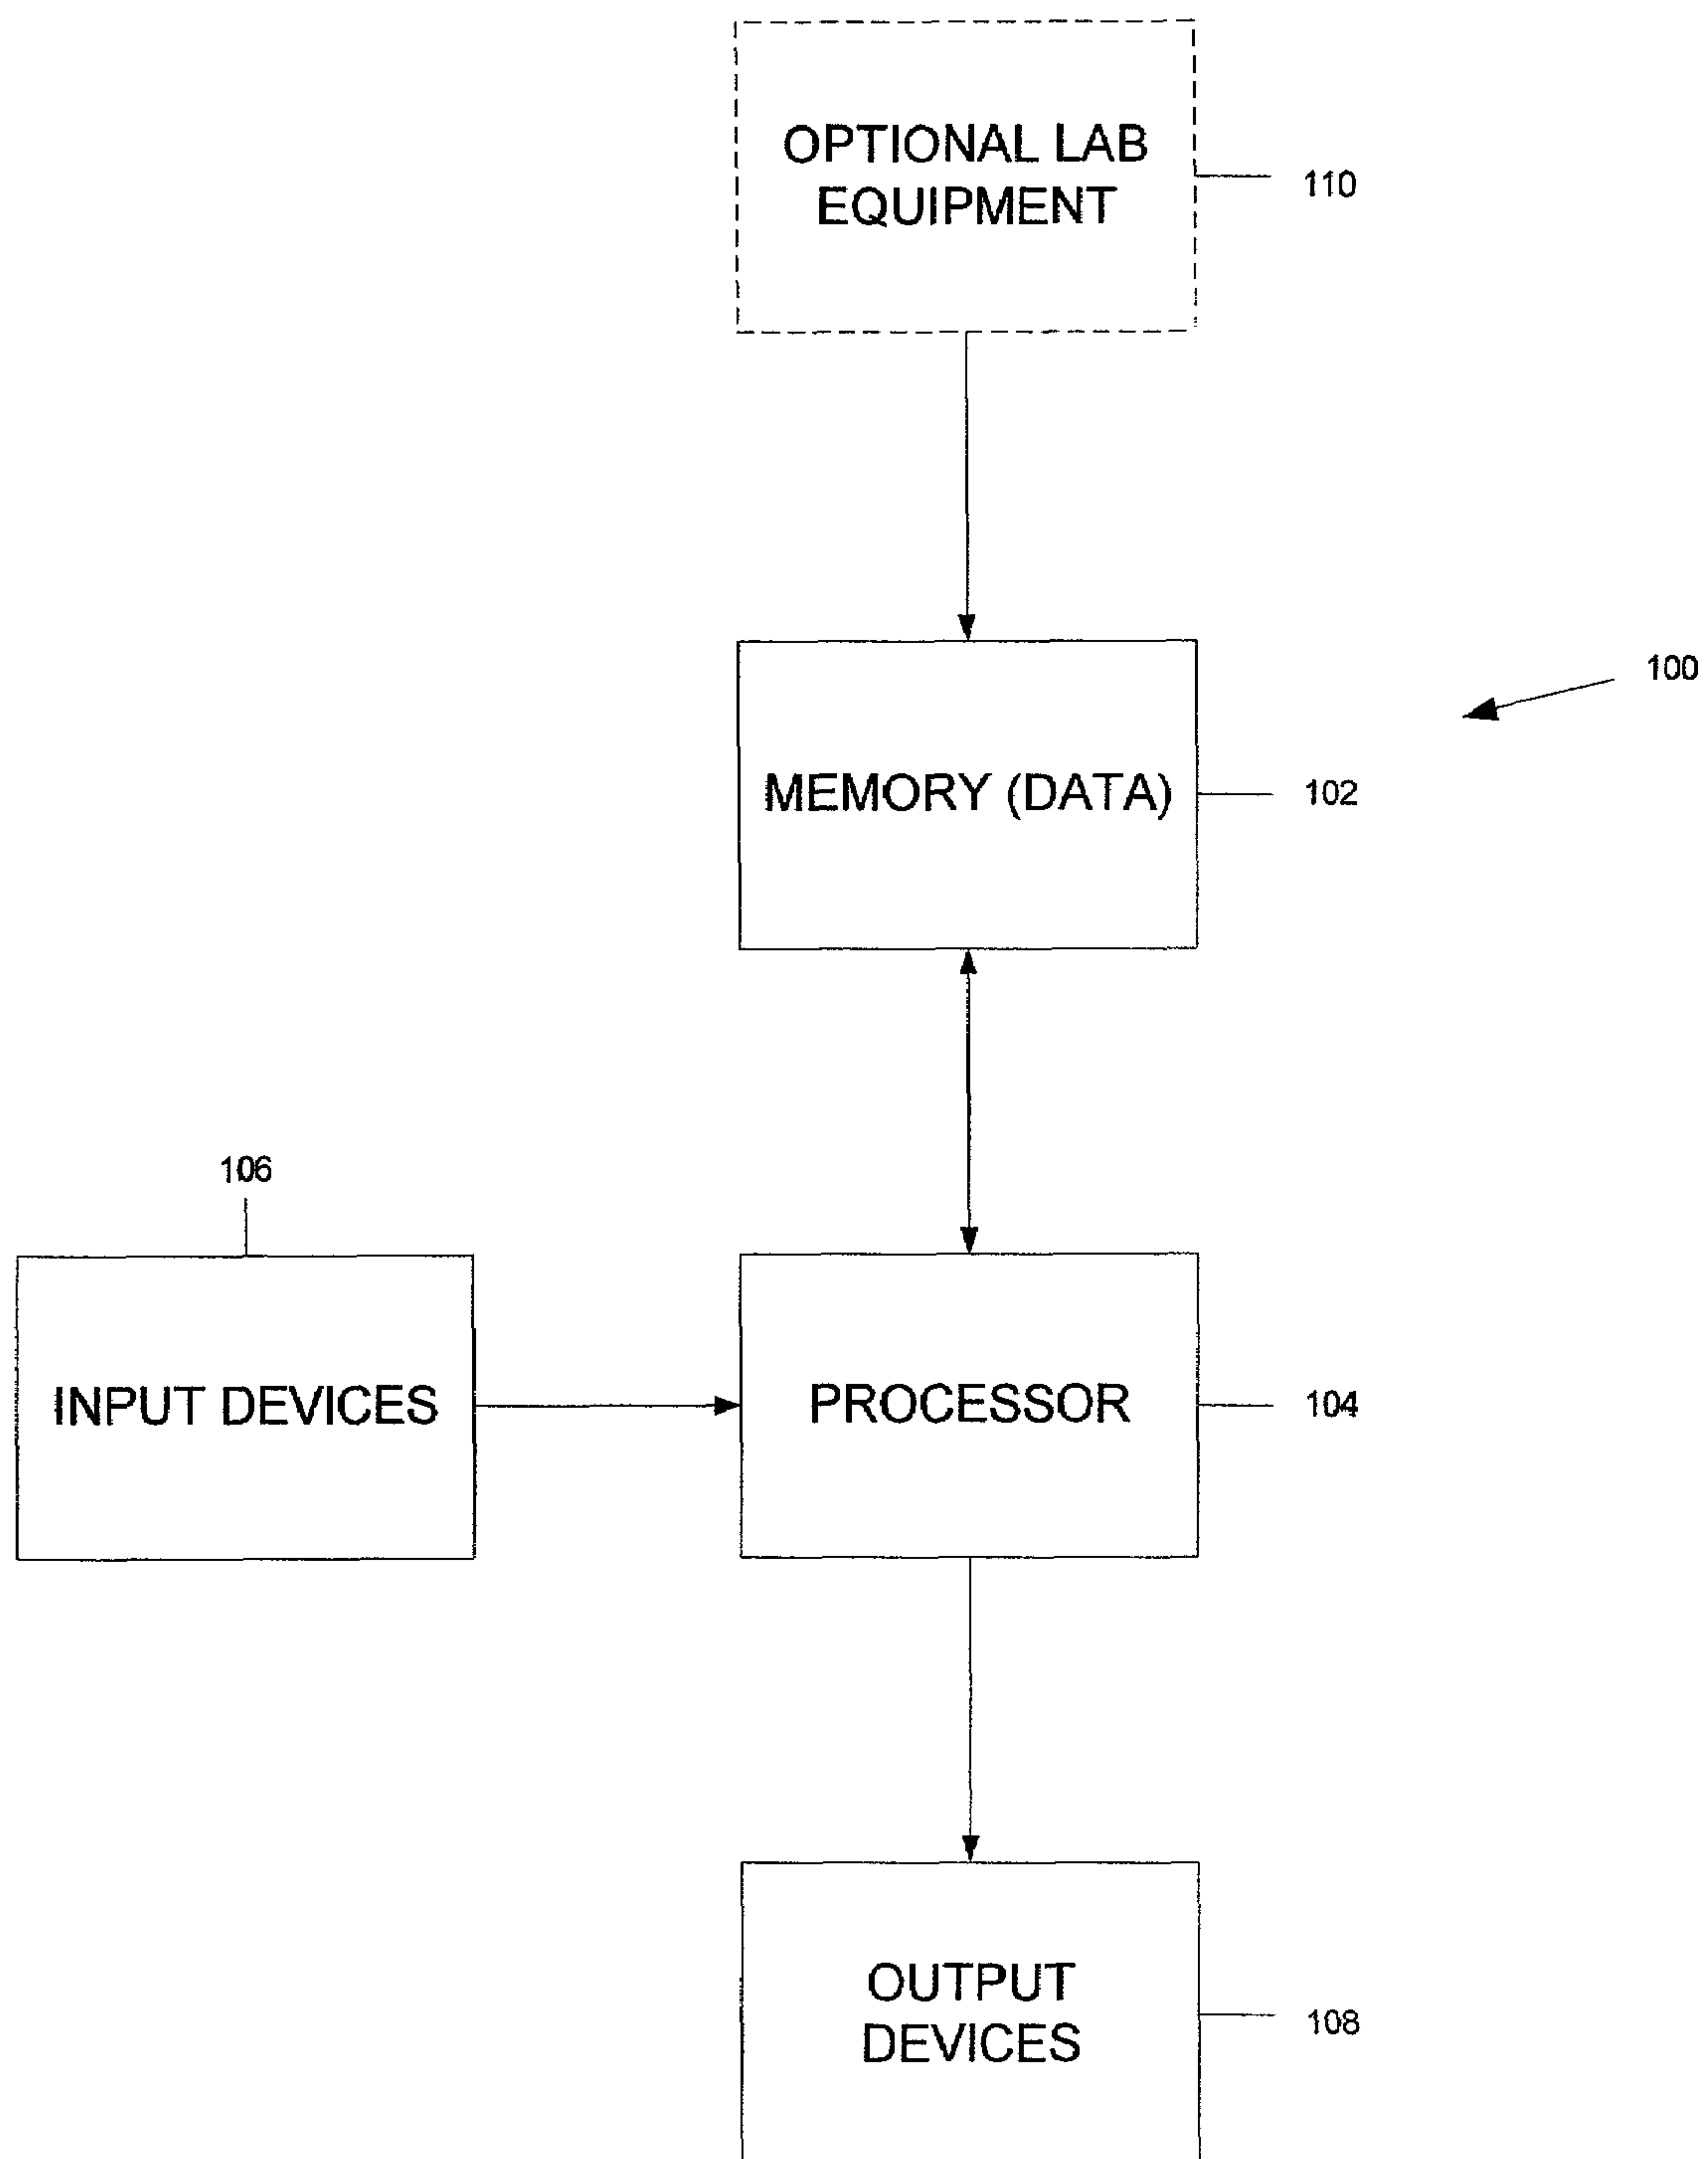 OPTIONAL LAB
EQUIPMENT
110
100
MEMORY (DATA)
102
106
INPUT DEVICES
PROCESSOR
104
OUTPUT
DEVICES
108